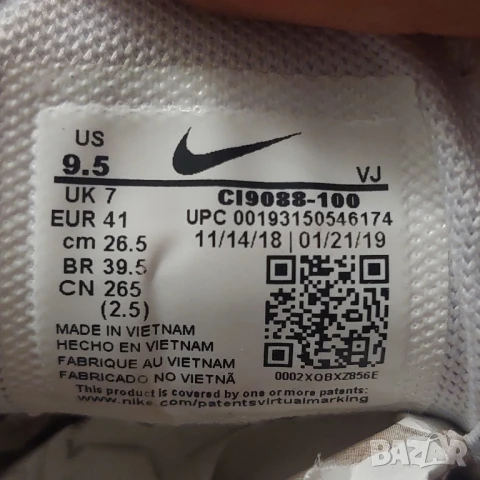 US
9.5
VJ
UK 7
CI9088-100
EUR 41
UPC 00193150546174
cm 26.5
11/14/18 | 01/21/19
BR 39.5
CN 265
(2.5)
MADE IN VIETNAM
HECHO EN VIETNAM
FABRIQUE AU VIETNAM
FABRICADO NO VIETNÃ
0002XQBXZ856E
This product is covered by one or more patents:
www.nike.com/patentsvirtualmarking
BAZAR